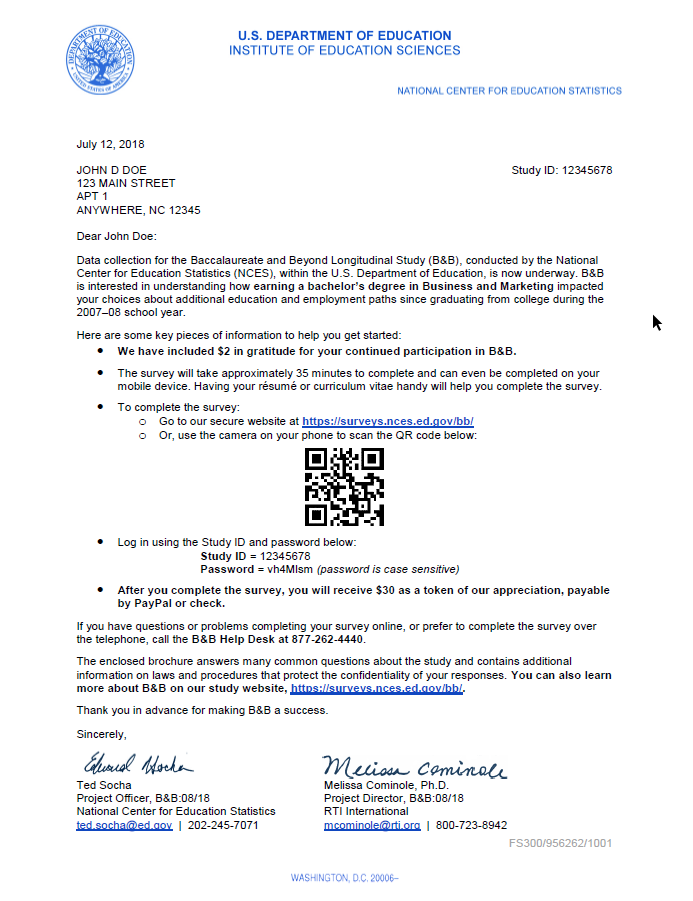 U.S. DEPARTMENT OF EDUCATION
INSTITUTE OF EDUCATION SCIENCES
DEPARTMENT OF EDUCATION
UNITED STATES OF AMERICA
NATIONAL CENTER FOR EDUCATION STATISTICS
July 12, 2018
JOHN D DOE
Study ID: 12345678
123 MAIN STREET
APT 1
ANYWHERE, NC 12345
Dear John Doe:
Data collection for the Baccalaureate and Beyond Longitudinal Study (B&B), conducted by the National
Center for Education Statistics (NCES), within the U.S. Department of Education, is now underway. B&B
is interested in understanding how earning a bachelor's degree in Business and Marketing impacted
your choices about additional education and employment paths since graduating from college during the
2007–08 school year.
Here are some key pieces of information to help you get started:
• We have included $2 in gratitude for your continued participation in B&B.
• The survey will take approximately 35 minutes to complete and can even be completed on your
mobile device. Having your résumé or curriculum vitae handy will help you complete the survey.
• To complete the survey:
o Go to our secure website at https://surveys.nces.ed.gov/bb/
o Or, use the camera on your phone to scan the QR code below:
• Log in using the Study ID and password below:
Study ID = 12345678
Password = vh4Mlsm (password is case sensitive)
• After you complete the survey, you will receive $30 as a token of our appreciation, payable
by PayPal or check.
If you have questions or problems completing your survey online, or prefer to complete the survey over
the telephone, call the B&B Help Desk at 877-262-4440.
The enclosed brochure answers many common questions about the study and contains additional
information on laws and procedures that protect the confidentiality of your responses. You can also learn
more about B&B on our study website, https://surveys.nces.ed.gov/bb/.
Thank you in advance for making B&B a success.
Sincerely,
Edward Socha
Melissa Cominole
Ted Socha
Melissa Cominole, Ph.D.
Project Officer, B&B:08/18
Project Director, B&B:08/18
National Center for Education Statistics
RTI International
ted.socha@ed.gov | 202-245-7071
mcominole@rti.org | 800-723-8942
FS300/956262/1001
WASHINGTON, D.C. 20006–